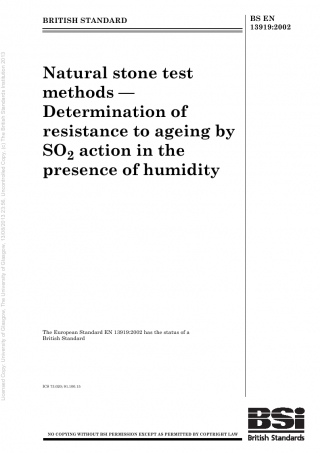 BRITISH STANDARD
BS EN
13919:2002
Natural stone test
methods —
Determination of
resistance to ageing by
SO2 action in the
presence of humidity
The European Standard EN 13919:2002 has the status of a
British Standard
NO COPYING WITHOUT BSI PERMISSION EXCEPT AS PERMITTED BY COPYRIGHT LAW
BSi
British Standards